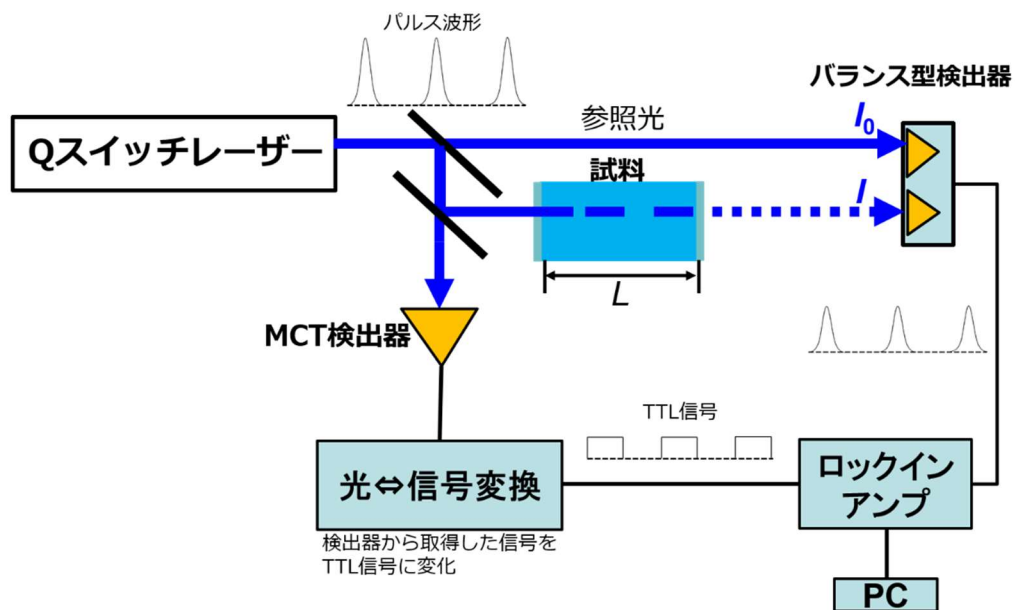 パルス波形
バランス型検出器
Qスイッチレーザー
参照光
I₀
試料
I
L
MCT検出器
TTL信号
光⇔信号変換
ロックイン
アンプ
検出器から取得した信号を
TTL信号に変化
PC